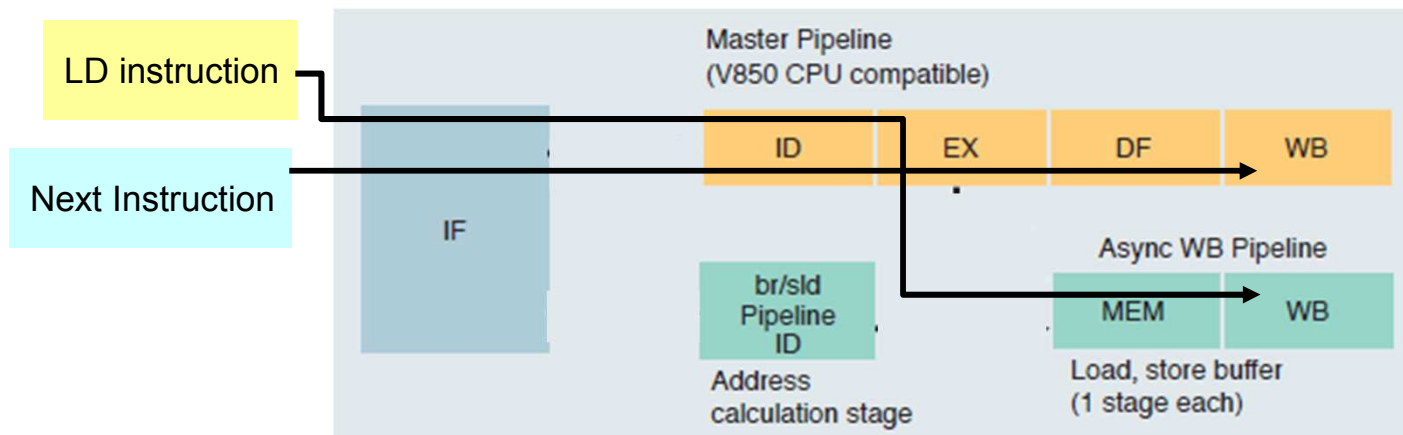 LD instruction
Next Instruction
IF
Master Pipeline
(V850 CPU compatible)
ID
EX
DF
WB
Async WB Pipeline
br/sld
Pipeline
ID
MEM
WB
Address
calculation stage
Load, store buffer
(1 stage each)